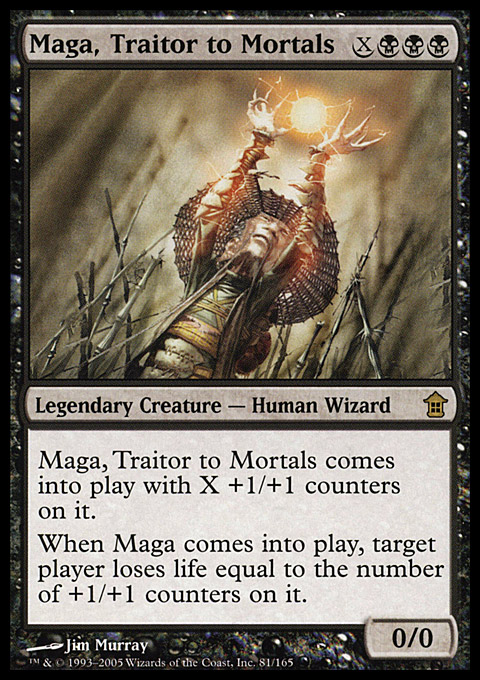 Maga, Traitor to Mortals X
Legendary Creature — Human Wizard
Maga, Traitor to Mortals comes
into play with X +1/+1 counters
on it.
When Maga comes into play, target
player loses life equal to the number
of +1/+1 counters on it.
Jim Murray
0/0
™ & © 1993–2005 Wizards of the Coast, Inc. 81/165